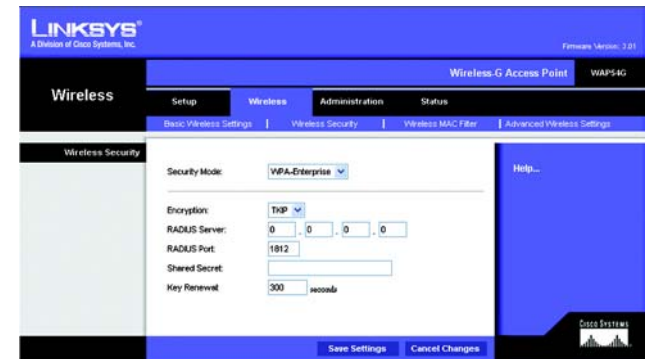 LINKSYS®
A Division of Cisco Systems, Inc.
Firmware Version: 3.01
Wireless-G Access Point WAP54G
Wireless
Setup Wireless Administration Status
Basic Wireless Settings | Wireless Security | Wireless MAC Filter | Advanced Wireless Settings
Wireless Security
Security Mode: WPA-Enterprise
Help...
Encryption: TKIP
RADIUS Server: 0 . 0 . 0 . 0
RADIUS Port: 1812
Shared Secret:
Key Renewal: 300 seconds
Save Settings Cancel Changes
CISCO SYSTEMS